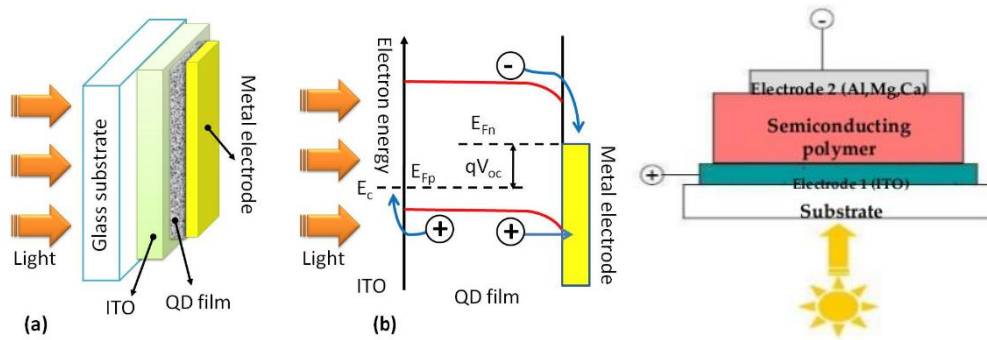 Glass substrate
Metal electrode
Light
ITO
QD film
(a)
Electron energy
E_Fn
qV_oc
E_Fp
E_c
Light
ITO
QD film
Metal electrode
(b)
-
-
+
+
-
Electrode 2 (Al,Mg,Ca)
Semiconducting
polymer
+
Electrode 1 (ITO)
Substrate